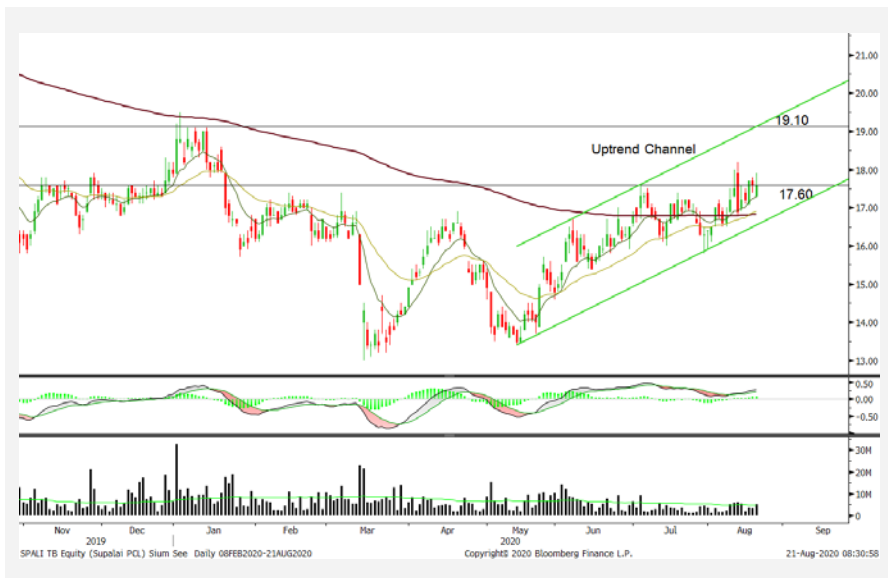 21.00
20.00
19.10
19.00
Uptrend Channel
18.00
17.60
17.00
16.00
15.00
14.00
13.00
0.50
0.00
-0.50
30M
20M
10M
0
Nov Dec Jan Feb Mar Apr May Jun Jul Aug Sep
2019 2020
SPALI TB Equity (Supalai PCL) Sium See Daily 08FEB2020-21AUG2020 Copyright© 2020 Bloomberg Finance L.P. 21-Aug-2020 08:30:58